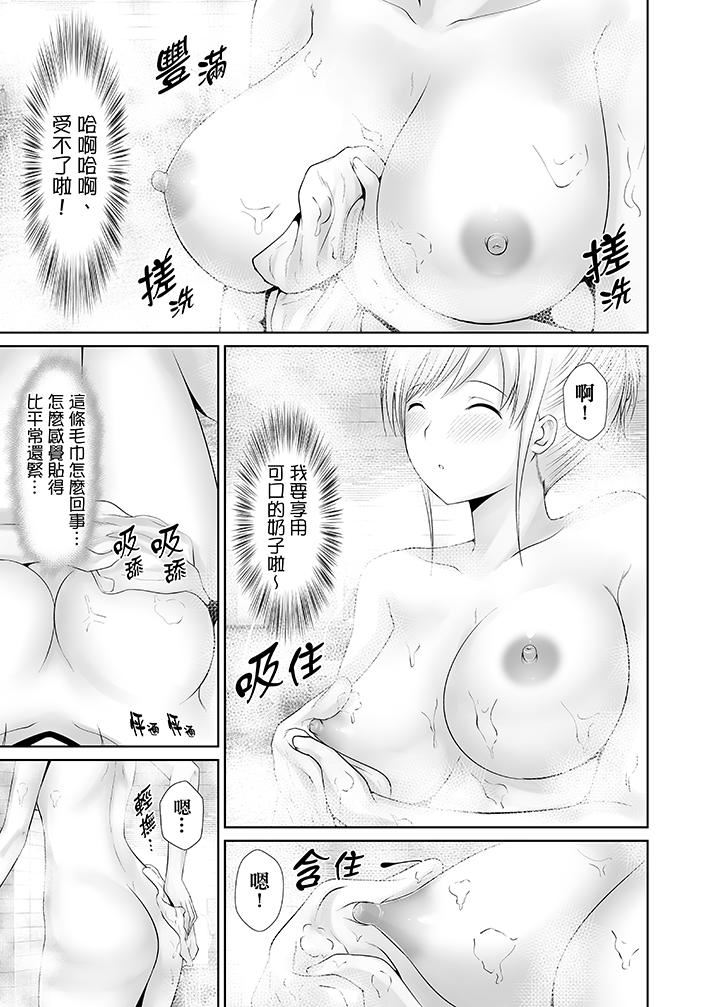 豐滿
哈啊哈啊、
受不了啦！
搓洗
搓洗
啊！
我要享用
可口的奶子啦～
吸住
這條毛巾怎麼回事…
怎麼感覺貼得
比平常還緊…
吸舔
吸舔
嗯！
含住
嗯…
輕撫…